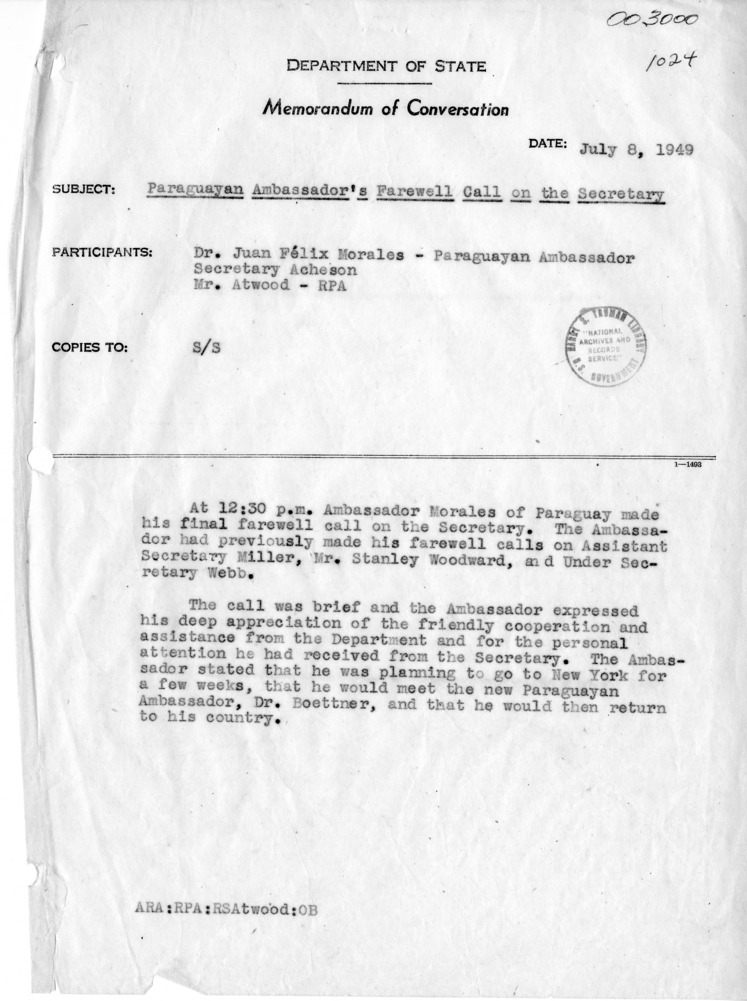 003000
1024
DEPARTMENT OF STATE
Memorandum of Conversation
DATE: July 8, 1949
SUBJECT: Paraguayan Ambassador's Farewell Call on the Secretary
PARTICIPANTS: Dr. Juan Félix Morales - Paraguayan Ambassador
Secretary Acheson
Mr. Atwood - RPA
COPIES TO: S/S
HARRY S. TRUMAN LIBRARY
"NATIONAL
ARCHIVES AND
RECORDS
SERVICE"
U.S. GOVERNMENT
1—1493
At 12:30 p.m. Ambassador Morales of Paraguay made
his final farewell call on the Secretary. The Ambassa-
dor had previously made his farewell calls on Assistant
Secretary Miller, Mr. Stanley Woodward, and Under Sec-
retary Webb.
The call was brief and the Ambassador expressed
his deep appreciation of the friendly cooperation and
assistance from the Department and for the personal
attention he had received from the Secretary. The Ambas-
sador stated that he was planning to go to New York for
a few weeks, that he would meet the new Paraguayan
Ambassador, Dr. Boettner, and that he would then return
to his country.
ARA:RPA:RSAtwood:OB